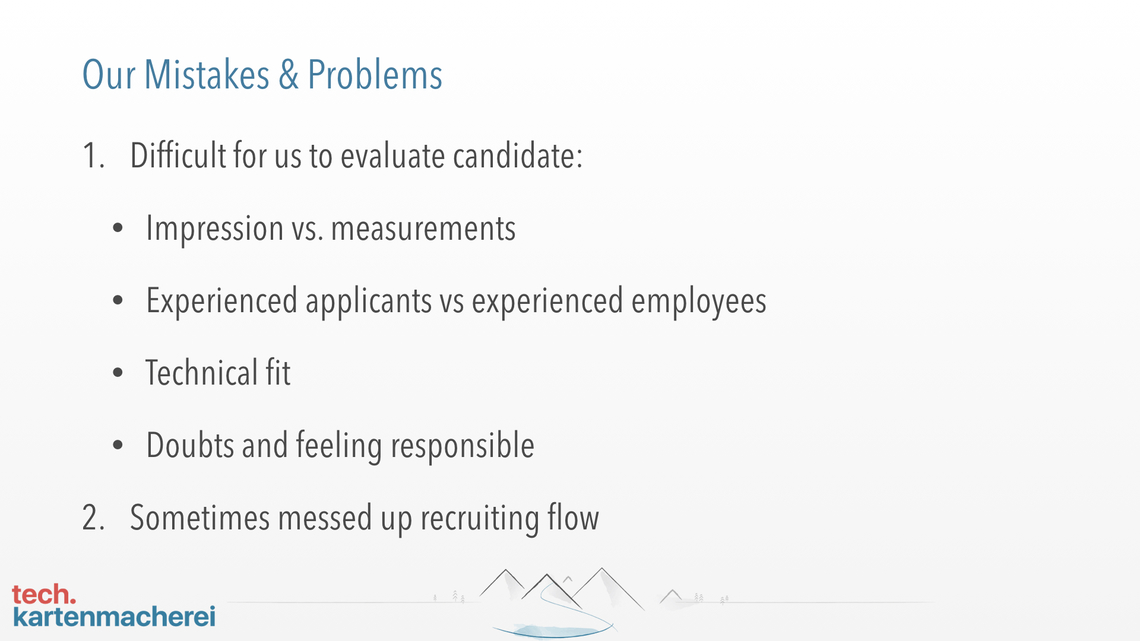 Our Mistakes & Problems
1. Difficult for us to evaluate candidate:
• Impression vs. measurements
• Experienced applicants vs experienced employees
• Technical fit
• Doubts and feeling responsible
2. Sometimes messed up recruiting flow
tech.
kartenmacherei